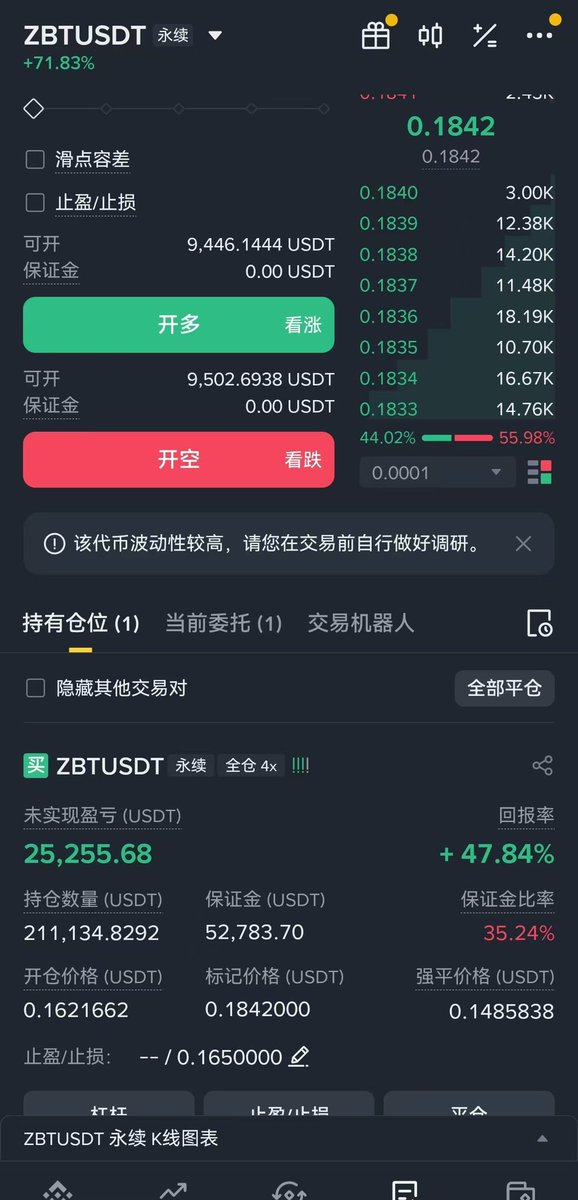 ZBTUSDT 永续
+71.83%
0.1842
0.1842
滑点容差
止盈/止损
可开 9,446.1444 USDT
保证金 0.00 USDT
开多 看涨
可开 9,502.6938 USDT
保证金 0.00 USDT
开空 看跌
0.1840 3.00K
0.1839 12.38K
0.1838 14.20K
0.1837 11.48K
0.1836 18.19K
0.1835 10.70K
0.1834 16.67K
0.1833 14.76K
44.02% 55.98%
0.0001
该代币波动性较高，请您在交易前自行做好调研。
持有仓位 (1) 当前委托 (1) 交易机器人
隐藏其他交易对 全部平仓
买 ZBTUSDT 永续 全仓 4x !!!!
未实现盈亏 (USDT) 回报率
25,255.68 + 47.84%
持仓数量 (USDT) 保证金 (USDT) 保证金比率
211,134.8292 52,783.70 35.24%
开仓价格 (USDT) 标记价格 (USDT) 强平价格 (USDT)
0.1621662 0.1842000 0.1485838
止盈/止损: -- / 0.1650000
杠杆 止盈/止损 平仓
ZBTUSDT 永续 K线图表